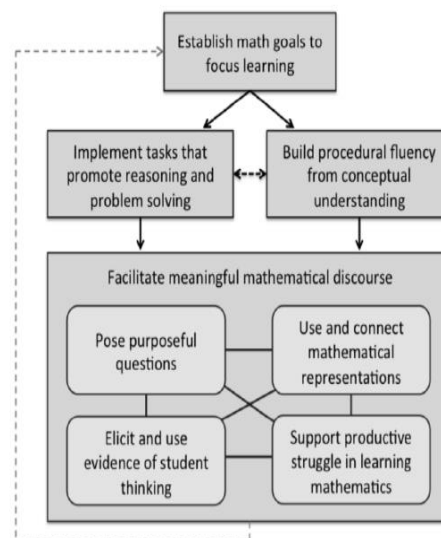 Establish math goals to
focus learning
Implement tasks that
promote reasoning and
problem solving
Build procedural fluency
from conceptual
understanding
Facilitate meaningful mathematical discourse
Pose purposeful
questions
Use and connect
mathematical
representations
Elicit and use
evidence of student
thinking
Support productive
struggle in learning
mathematics